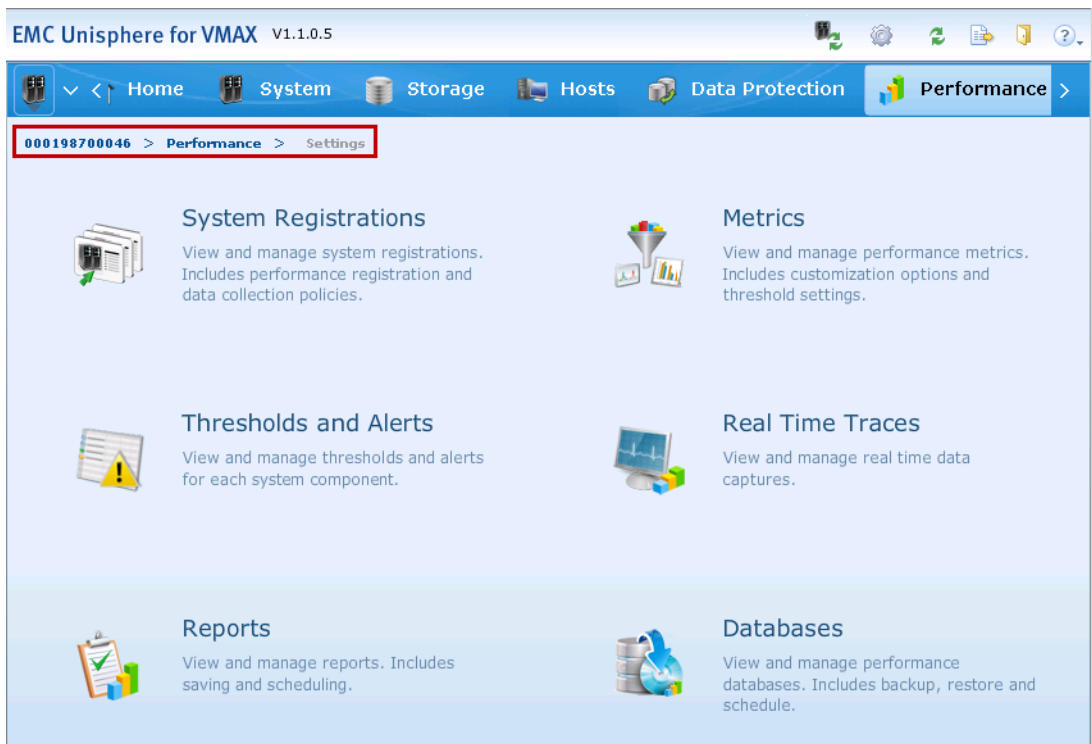 EMC Unisphere for VMAX V1.1.0.5
Home System Storage Hosts Data Protection Performance >
000198700046 > Performance > Settings
System Registrations
View and manage system registrations.
Includes performance registration and
data collection policies.
Metrics
View and manage performance metrics.
Includes customization options and
threshold settings.
Thresholds and Alerts
View and manage thresholds and alerts
for each system component.
Real Time Traces
View and manage real time data
captures.
Reports
View and manage reports. Includes
saving and scheduling.
Databases
View and manage performance
databases. Includes backup, restore and
schedule.